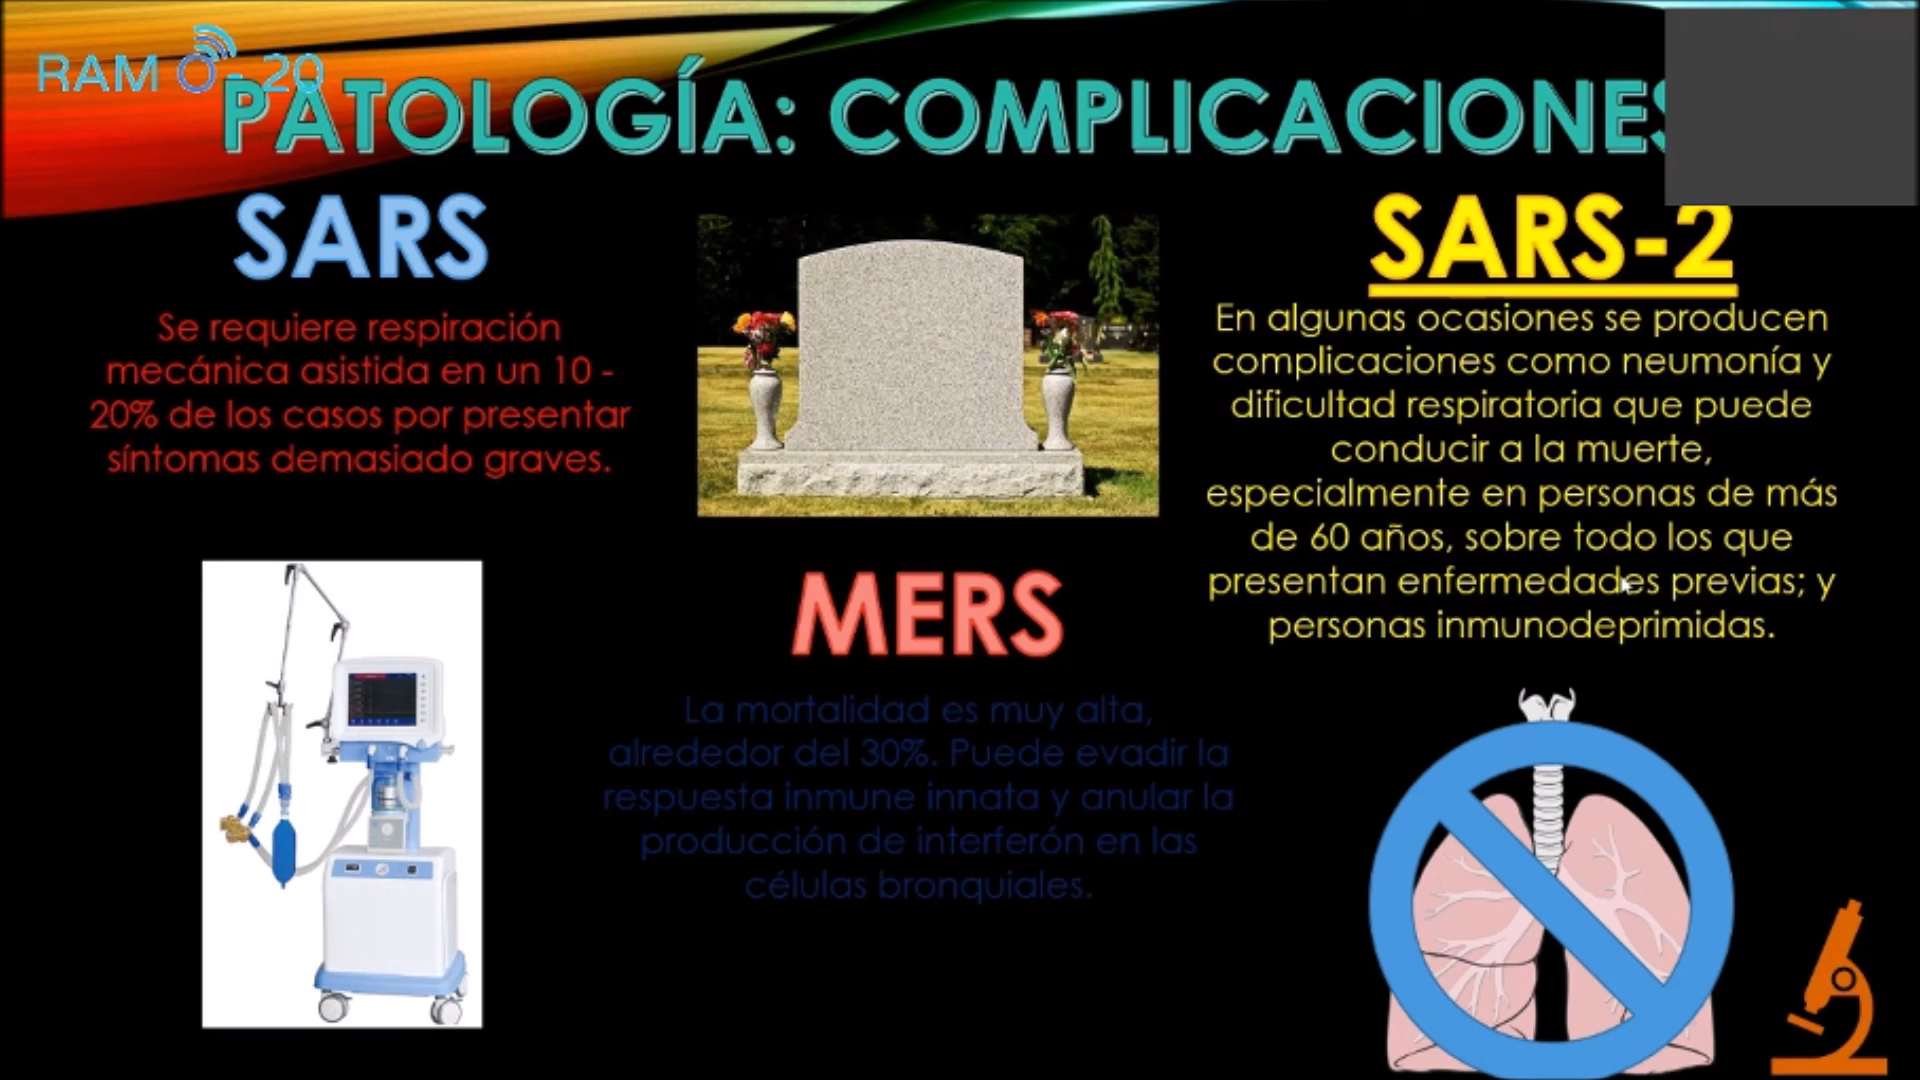 RAM O-20
PATOLOGÍA: COMPLICACIONES
SARS
Se requiere respiración
mecánica asistida en un 10 -
20% de los casos por presentar
síntomas demasiado graves.
MERS
La mortalidad es muy alta,
alrededor del 30%. Puede evadir la
respuesta inmune innata y anular la
producción de interferón en las
células bronquiales.
SARS-2
En algunas ocasiones se producen
complicaciones como neumonía y
dificultad respiratoria que puede
conducir a la muerte,
especialmente en personas de más
de 60 años, sobre todo los que
presentan enfermedades previas; y
personas inmunodeprimidas.